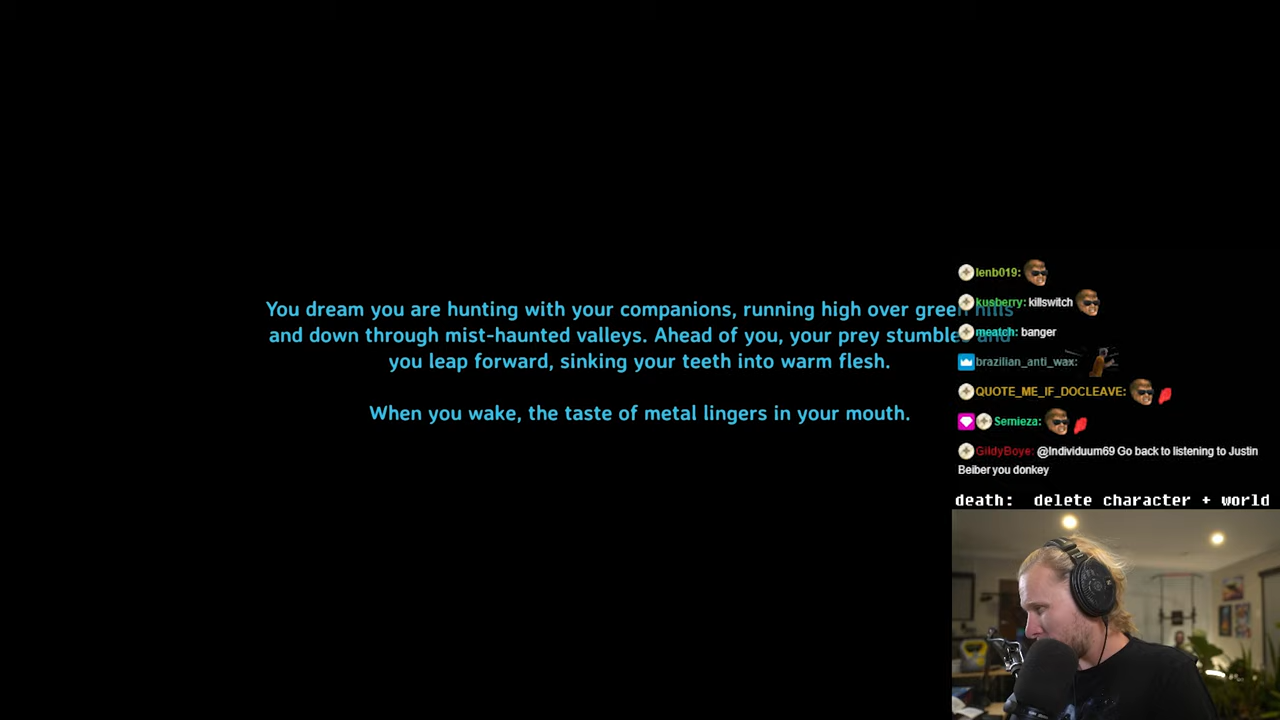 You dream you are hunting with your companions, running high over green hills
and down through mist-haunted valleys. Ahead of you, your prey stumbles and
you leap forward, sinking your teeth into warm flesh.
When you wake, the taste of metal lingers in your mouth.
lenb019:
kusberry: killswitch
meatch: banger
brazilian_anti_wax:
QUOTE_ME_IF_DOCLEAVE:
Semieza:
GildyBoye: @Individuum69 Go back to listening to Justin
Beiber you donkey
death: delete character + world